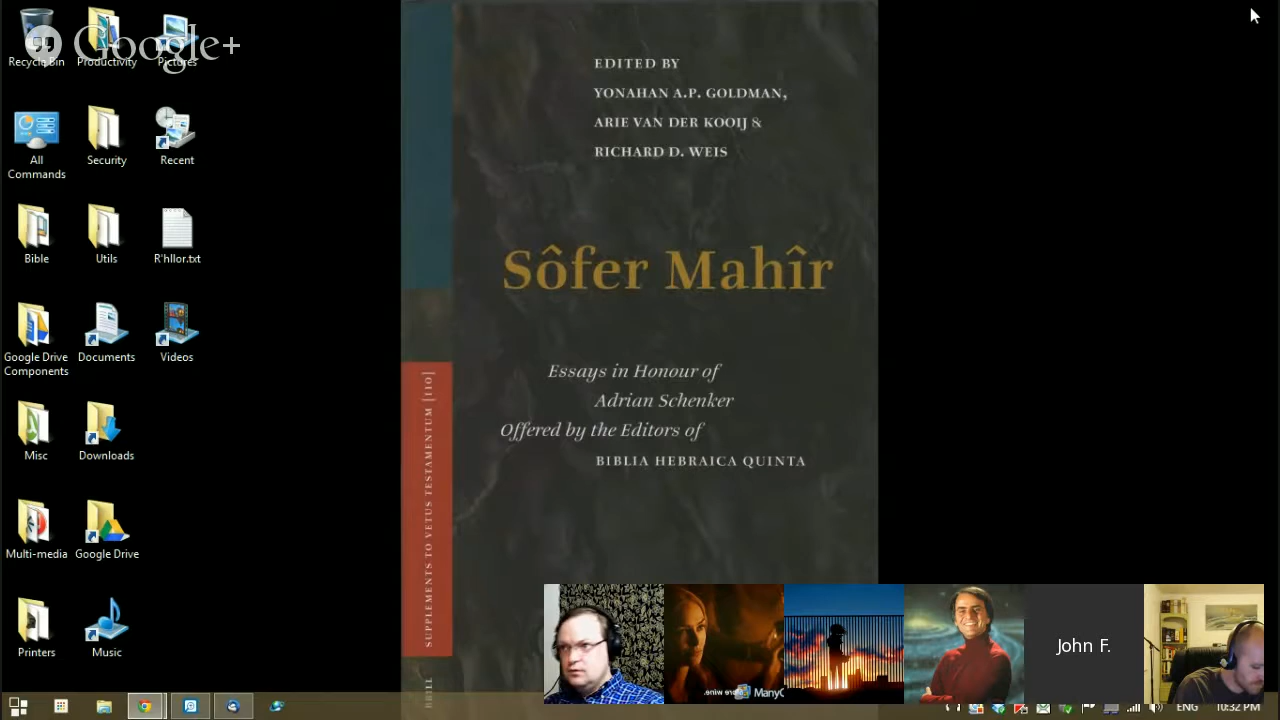 Google+
Recycle Bin
Productivity
Pictures
All
Commands
Security
Recent
Bible
Utils
R'hllor.txt
Google Drive
Components
Documents
Videos
Misc
Downloads
Multi-media
Google Drive
Printers
Music
EDITED BY
YONAHAN A.P. GOLDMAN,
ARIE VAN DER KOOIJ &
RICHARD D. WEIS
Sôfer Mahîr
Essays in Honour of
Adrian Schenker
Offered by the Editors of
BIBLIA HEBRAICA QUINTA
SUPPLEMENTS TO VETUS TESTAMENTUM [110]
BRILL
John F.
ENG
10:32 PM